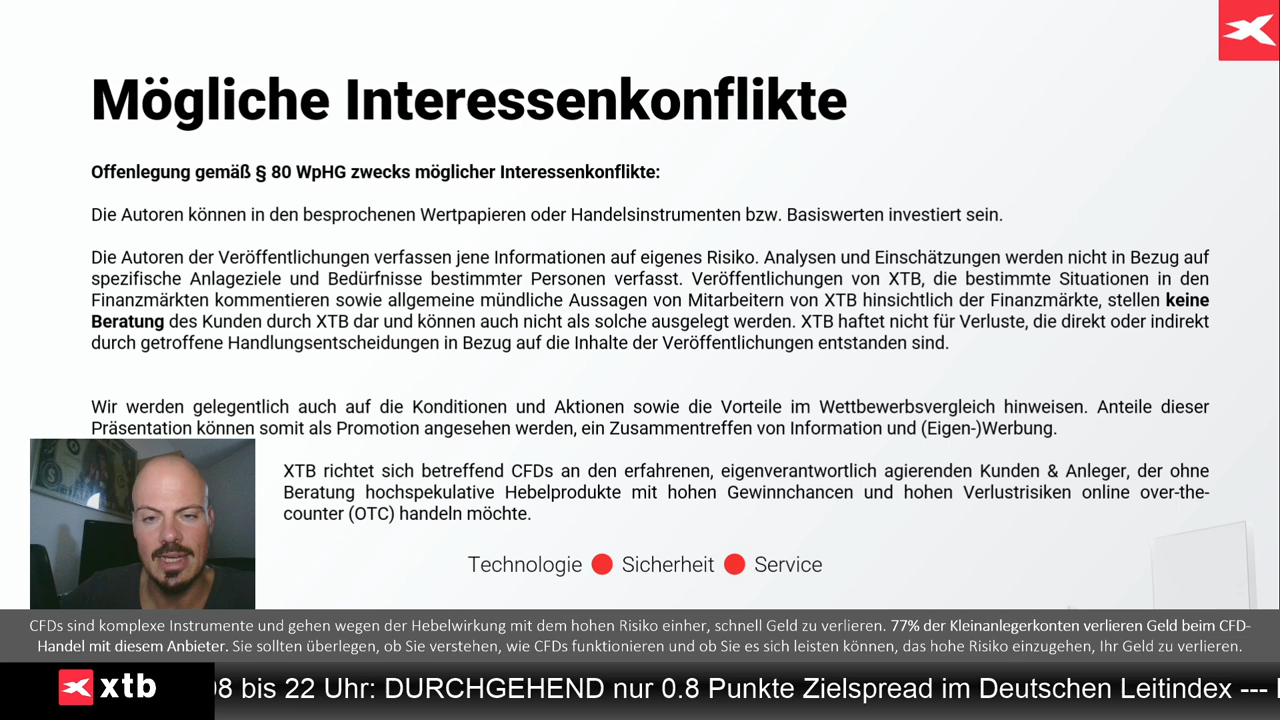 Mögliche Interessenkonflikte
Offenlegung gemäß § 80 WpHG zwecks möglicher Interessenkonflikte:
Die Autoren können in den besprochenen Wertpapieren oder Handelsinstrumenten bzw. Basiswerten investiert sein.
Die Autoren der Veröffentlichungen verfassen jene Informationen auf eigenes Risiko. Analysen und Einschätzungen werden nicht in Bezug auf
spezifische Anlageziele und Bedürfnisse bestimmter Personen verfasst. Veröffentlichungen von XTB, die bestimmte Situationen in den
Finanzmärkten kommentieren sowie allgemeine mündliche Aussagen von Mitarbeitern von XTB hinsichtlich der Finanzmärkte, stellen keine
Beratung des Kunden durch XTB dar und können auch nicht als solche ausgelegt werden. XTB haftet nicht für Verluste, die direkt oder indirekt
durch getroffene Handlungsentscheidungen in Bezug auf die Inhalte der Veröffentlichungen entstanden sind.
Wir werden gelegentlich auch auf die Konditionen und Aktionen sowie die Vorteile im Wettbewerbsvergleich hinweisen. Anteile dieser
Präsentation können somit als Promotion angesehen werden, ein Zusammentreffen von Information und (Eigen-)Werbung.
XTB richtet sich betreffend CFDs an den erfahrenen, eigenverantwortlich agierenden Kunden & Anleger, der ohne
Beratung hochspekulative Hebelprodukte mit hohen Gewinnchancen und hohen Verlustrisiken online over-the-
counter (OTC) handeln möchte.
Technologie Sicherheit Service
CFDs sind komplexe Instrumente und gehen wegen der Hebelwirkung mit dem hohen Risiko einher, schnell Geld zu verlieren. 77% der Kleinanlegerkonten verlieren Geld beim CFD-
Handel mit diesem Anbieter. Sie sollten überlegen, ob Sie verstehen, wie CFDs funktionieren und ob Sie es sich leisten können, das hohe Risiko einzugehen, Ihr Geld zu verlieren.
xtb 08 bis 22 Uhr: DURCHGEHEND nur 0.8 Punkte Zielspread im Deutschen Leitindex ---